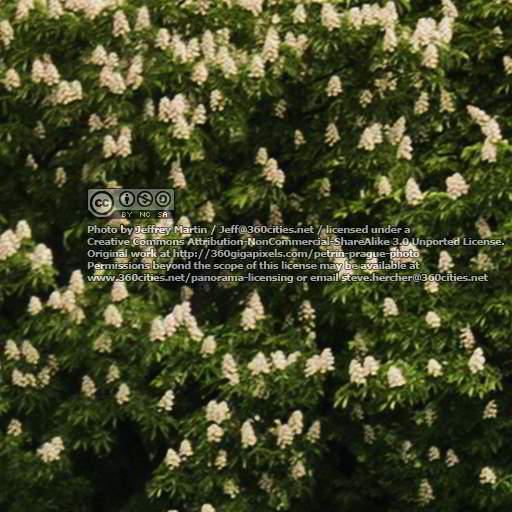 cc BY NC SA
Photo by Jeffrey Martin / Jeff@360cities.net / licensed under a
Creative Commons Attribution-NonCommercial-ShareAlike 3.0 Unported License.
Original work at http://360gigapixels.com/petrin-prague-photo
Permissions beyond the scope of this license may be available at
www.360cities.net/panorama-licensing or email steve.hercher@360cities.net